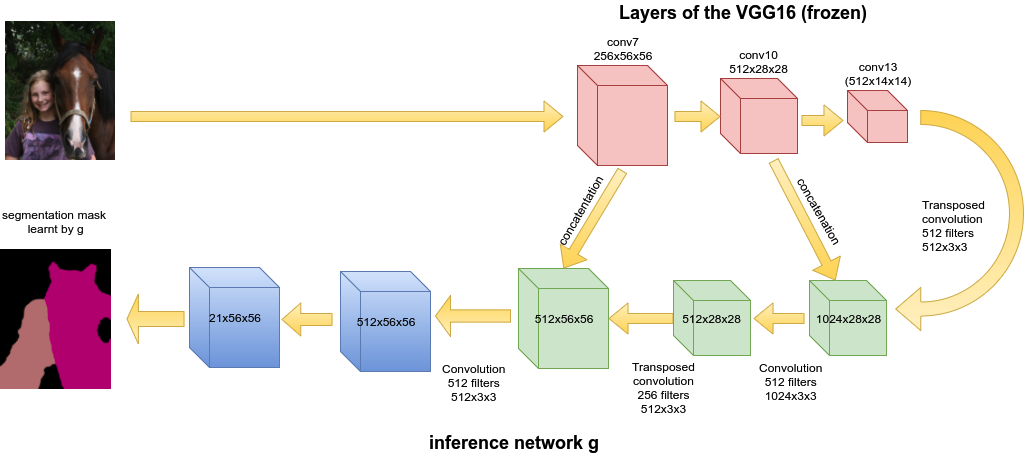 Layers of the VGG16 (frozen)
conv7
256x56x56
conv10
512x28x28
conv13
(512x14x14)
concatentation
concatenation
Transposed
convolution
512 filters
512x3x3
segmentation mask
learnt by g
21x56x56
512x56x56
512x56x56
512x28x28
1024x28x28
Convolution
512 filters
512x3x3
Transposed
convolution
256 filters
512x3x3
Convolution
512 filters
1024x3x3
inference network g